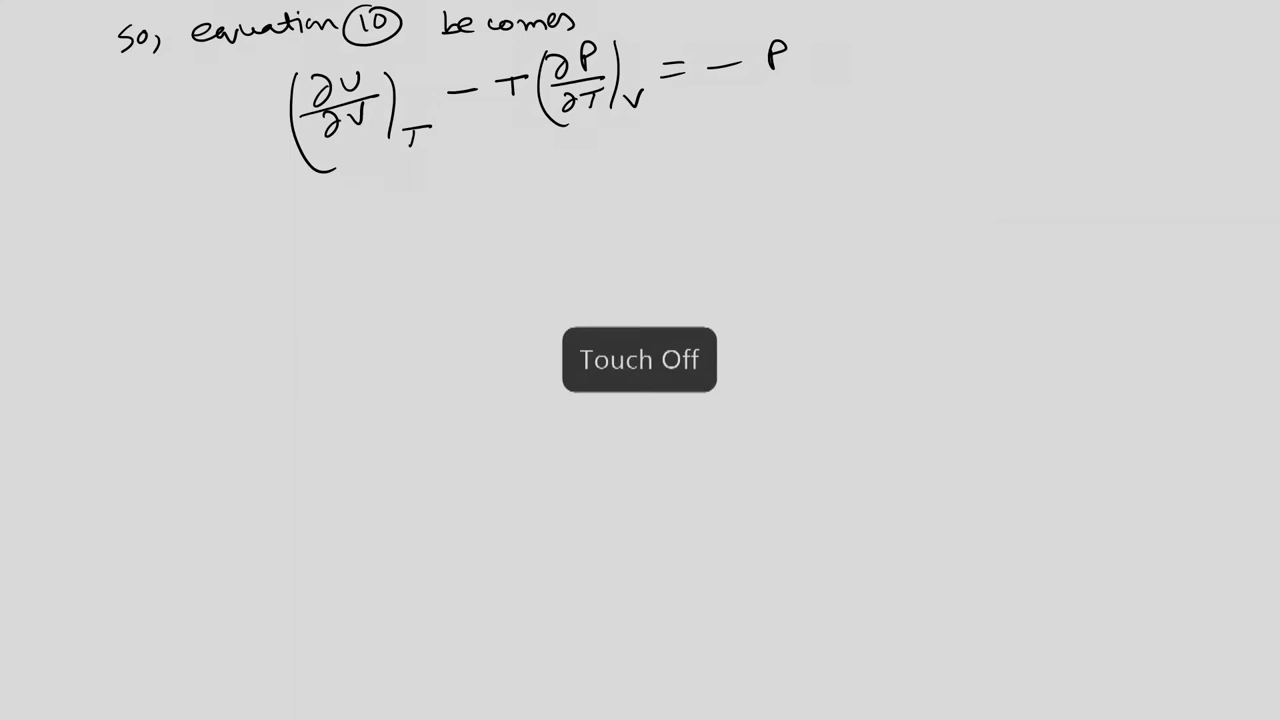 so, equation 10 becomes
(∂U/∂V)_T - T(∂P/∂T)_V = - P
Touch Off